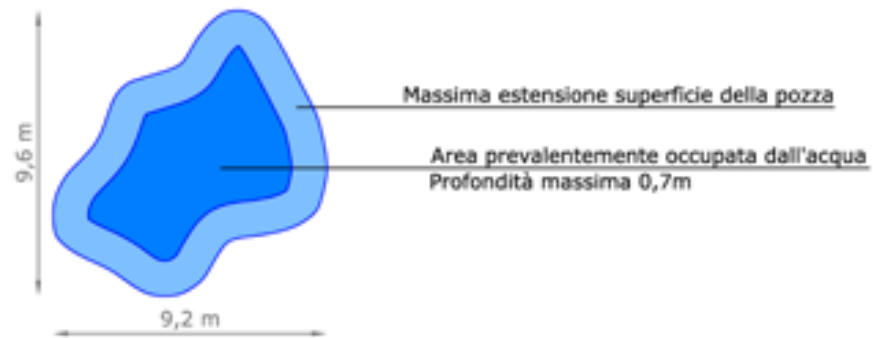 Massima estensione superficie della pozza
Area prevalentemente occupata dall'acqua
Profondità massima 0,7m
9,6 m
9,2 m